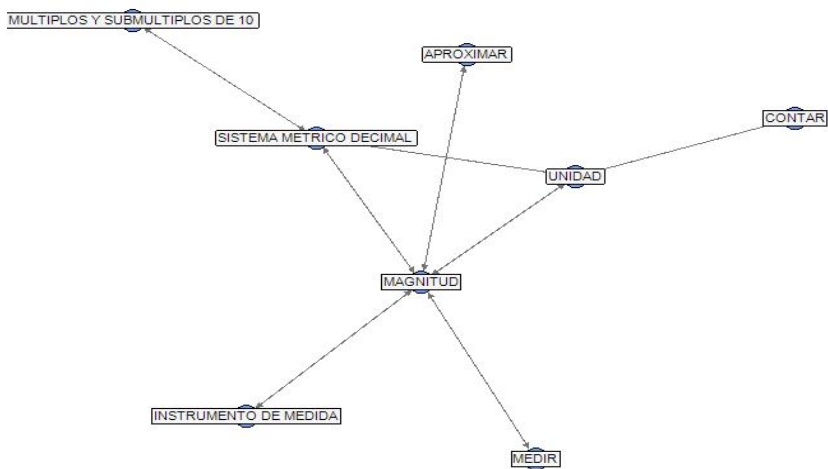 MULTIPLOS Y SUBMULTIPLOS DE 10
APROXIMAR
CONTAR
SISTEMA METRICO DECIMAL
UNIDAD
MAGNITUD
INSTRUMENTO DE MEDIDA
MEDIR